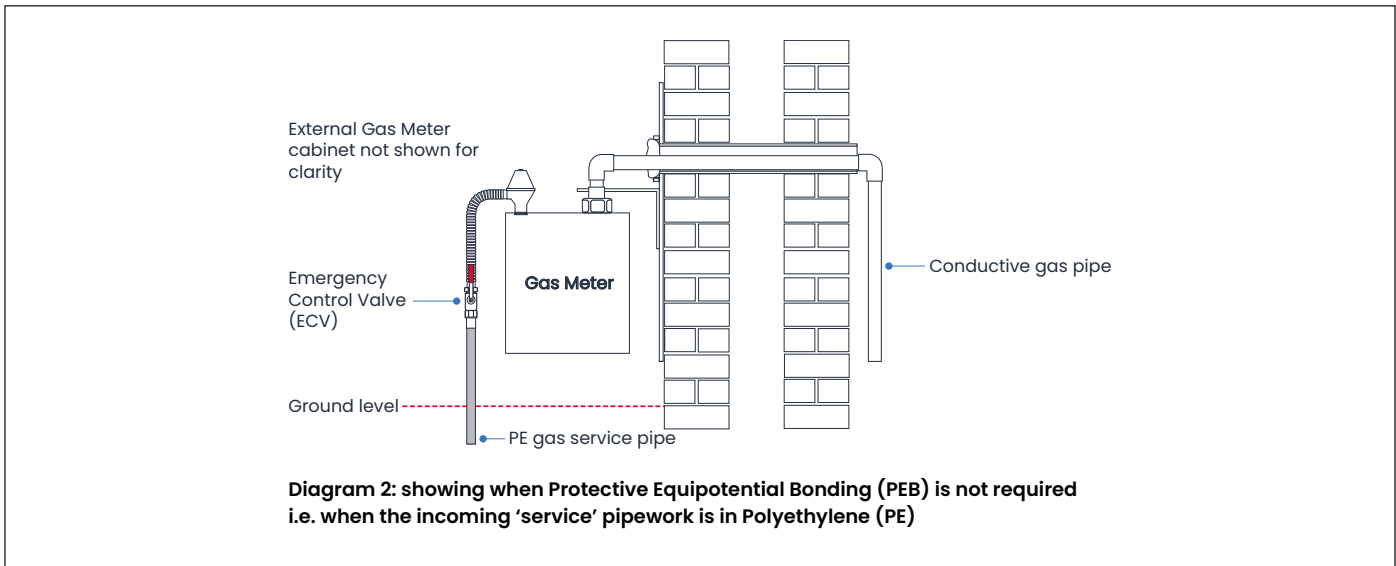 External Gas Meter
cabinet not shown for
clarity
Gas Meter
Conductive gas pipe
Emergency
Control Valve
(ECV)
Ground level
PE gas service pipe
Diagram 2: showing when Protective Equipotential Bonding (PEB) is not required
i.e. when the incoming ‘service’ pipework is in Polyethylene (PE)